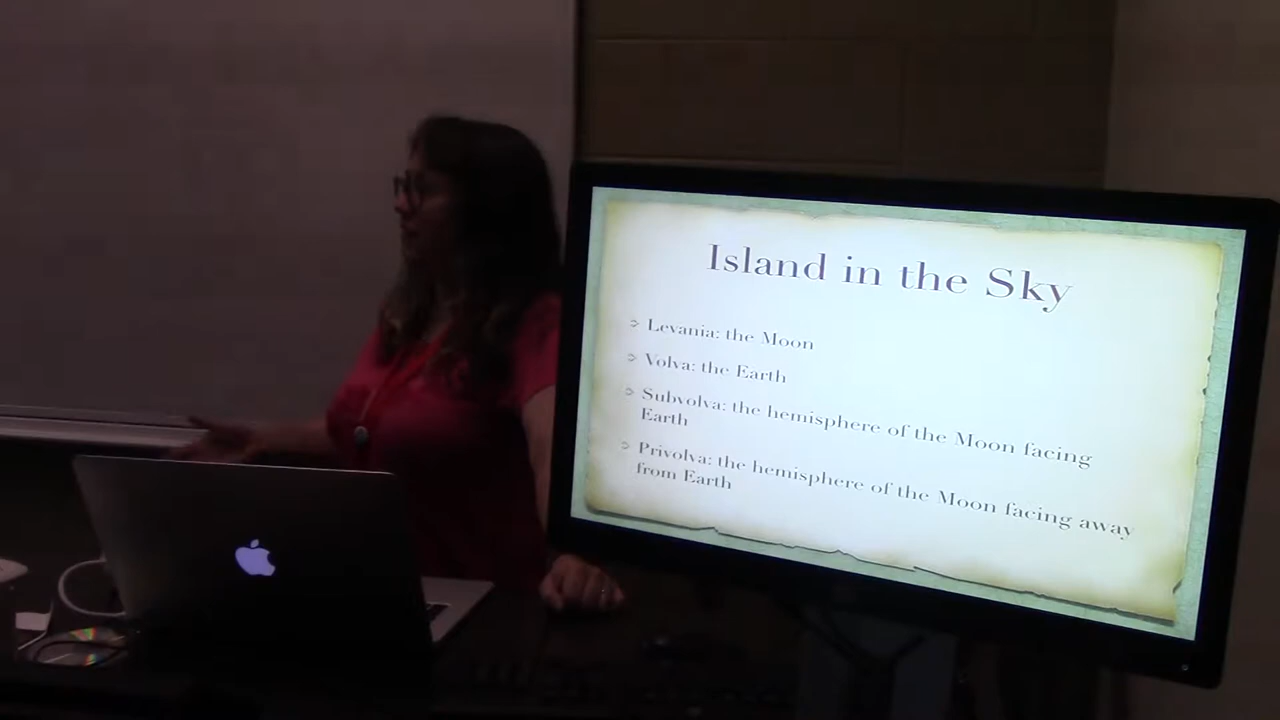 Island in the Sky
Levania: the Moon
Volva: the Earth
Subvolva: the hemisphere of the Moon facing
Earth
Privolva: the hemisphere of the Moon facing away
from Earth